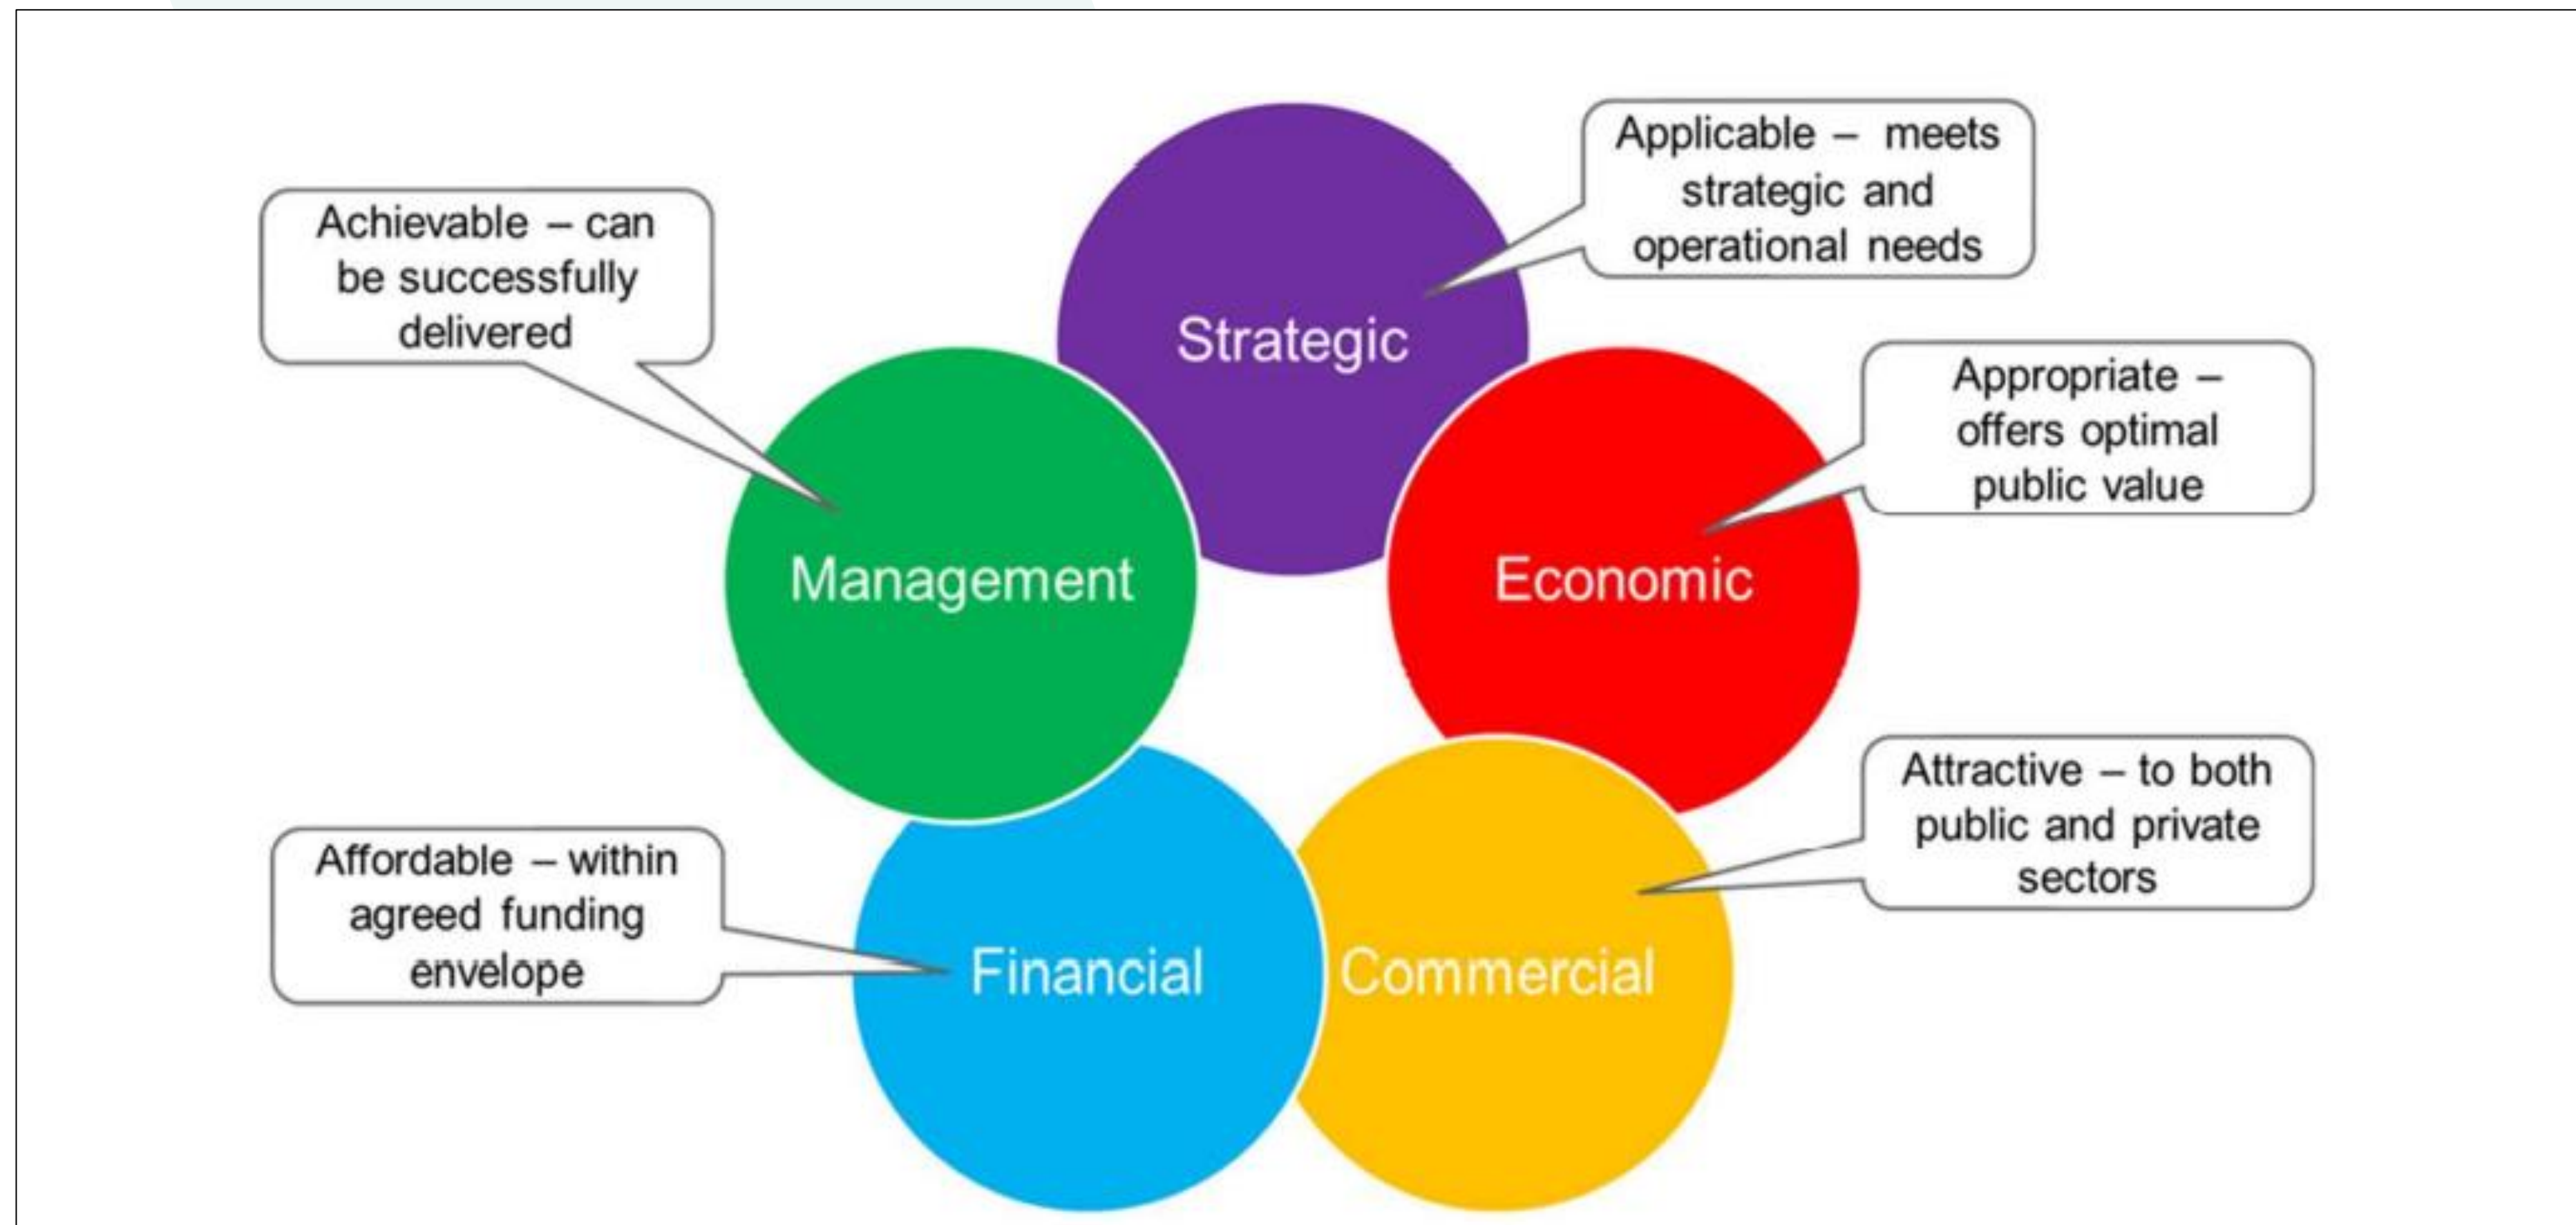 Applicable – meets
strategic and
operational needs
Achievable – can
be successfully
delivered
Strategic
Appropriate –
offers optimal
public value
Management
Economic
Attractive – to both
public and private
sectors
Affordable – within
agreed funding
envelope
Financial
Commercial